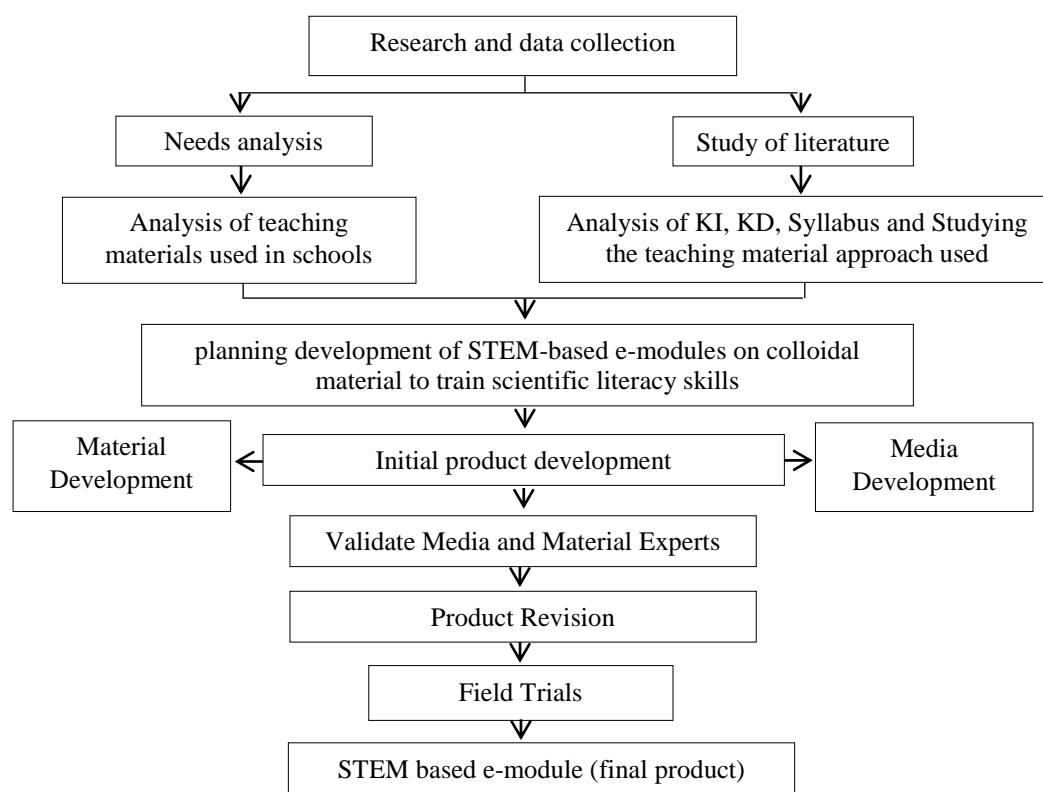 Research and data collection
Needs analysis
Study of literature
Analysis of teaching
materials used in schools
Analysis of KI, KD, Syllabus and Studying
the teaching material approach used
planning development of STEM-based e-modules on colloidal
material to train scientific literacy skills
Material
Development
Initial product development
Media
Development
Validate Media and Material Experts
Product Revision
Field Trials
STEM based e-module (final product)